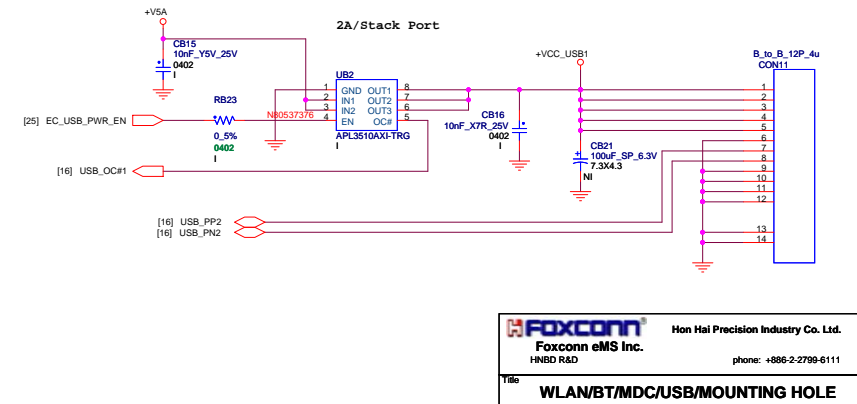 +V5A
2A/Stack Port
CB15
10nF_Y5V_25V
0402
I
UB2
1 GND OUT1 8
2 IN1 OUT2 7
3 IN2 OUT3 6
4 EN OC# 5
APL3510AXI-TRG
I
RB23
N80537376
[25] EC_USB_PWR_EN
0_5%
0402
I
[16] USB_OC#1
+VCC_USB1
CB16
10nF_X7R_25V
0402
I
CB21
100uF_SP_6.3V
7.3X4.3
NI
B_to_B_12P_4u
CON11
1
2
3
4
5
6
7
8
9
10
11
12
13
14
[16] USB_PP2
[16] USB_PN2
FOXCONN®
Hon Hai Precision Industry Co. Ltd.
Foxconn eMS Inc.
HNBD R&D
phone: +886-2-2799-6111
Title
WLAN/BT/MDC/USB/MOUNTING HOLE